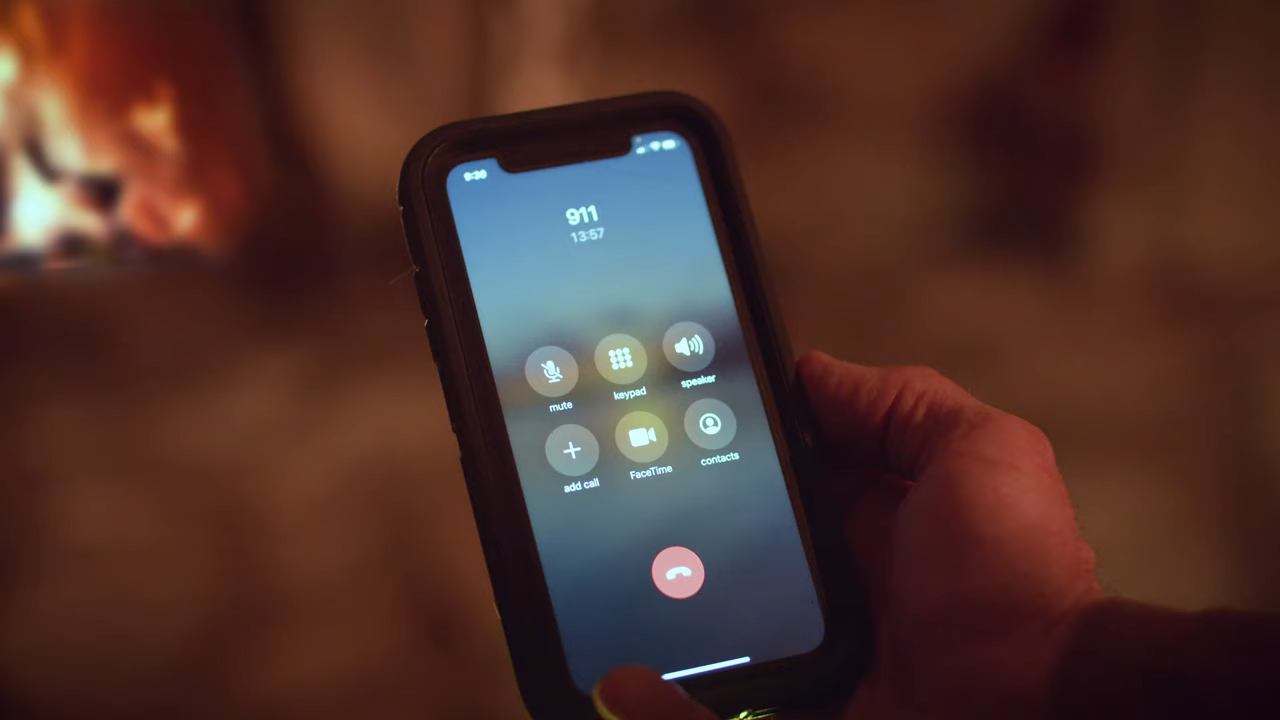 9:30
911
13:57
mute
keypad
speaker
add call
FaceTime
contacts